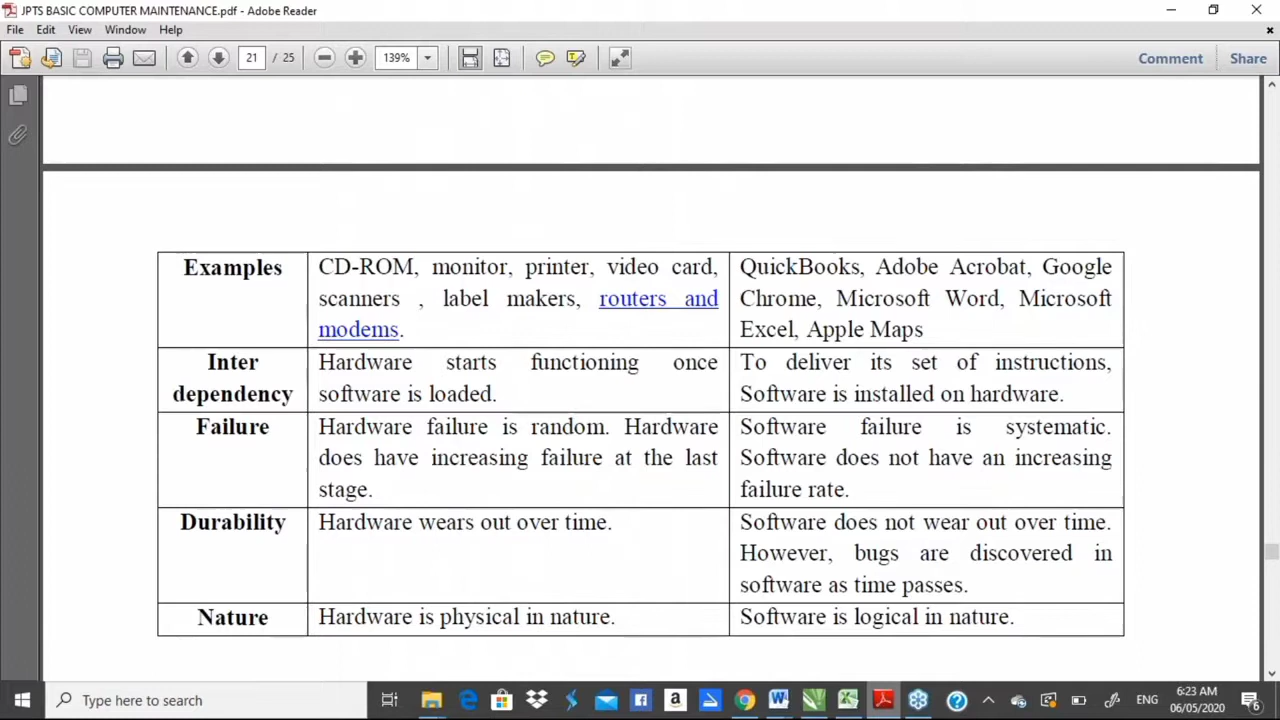 JPTS BASIC COMPUTER MAINTENANCE.pdf - Adobe Reader
File Edit View Window Help
21 / 25 139% Comment Share
Examples
CD-ROM, monitor, printer, video card,
scanners , label makers, routers and
modems.
QuickBooks, Adobe Acrobat, Google
Chrome, Microsoft Word, Microsoft
Excel, Apple Maps
Inter
dependency
Hardware starts functioning once
software is loaded.
To deliver its set of instructions,
Software is installed on hardware.
Failure
Hardware failure is random. Hardware
does have increasing failure at the last
stage.
Software failure is systematic.
Software does not have an increasing
failure rate.
Durability
Hardware wears out over time.
Software does not wear out over time.
However, bugs are discovered in
software as time passes.
Nature
Hardware is physical in nature.
Software is logical in nature.
Type here to search
ENG
6:23 AM
06/05/2020
6